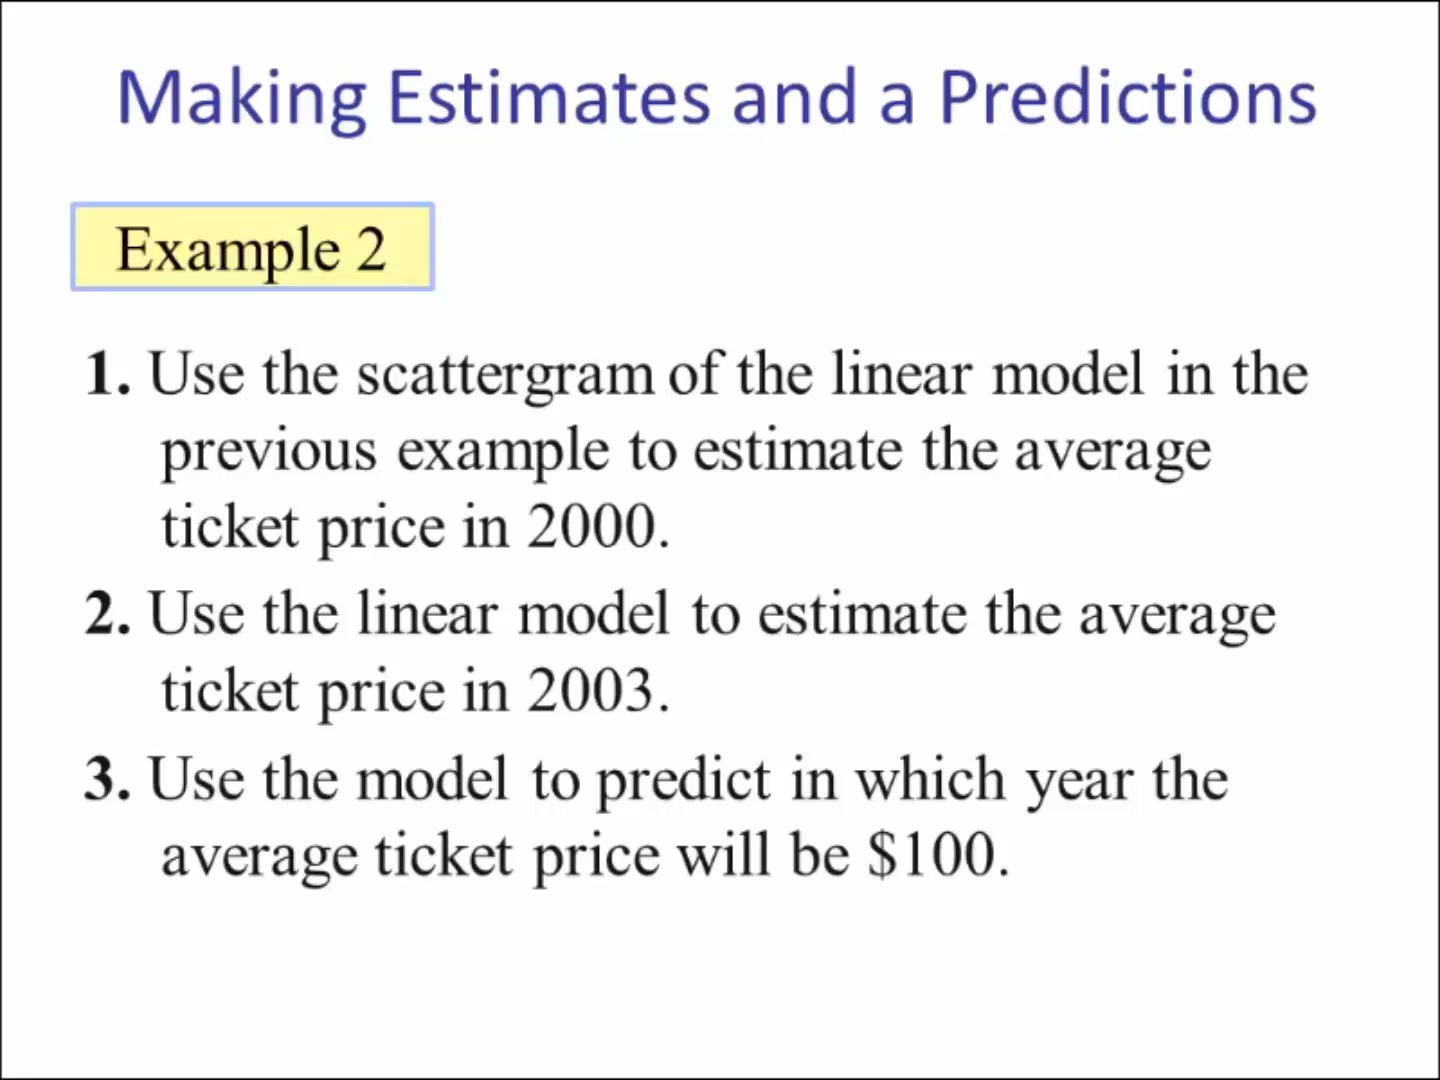 Making Estimates and a Predictions
Example 2
1. Use the scattergram of the linear model in the
previous example to estimate the average
ticket price in 2000.
2. Use the linear model to estimate the average
ticket price in 2003.
3. Use the model to predict in which year the
average ticket price will be $100.